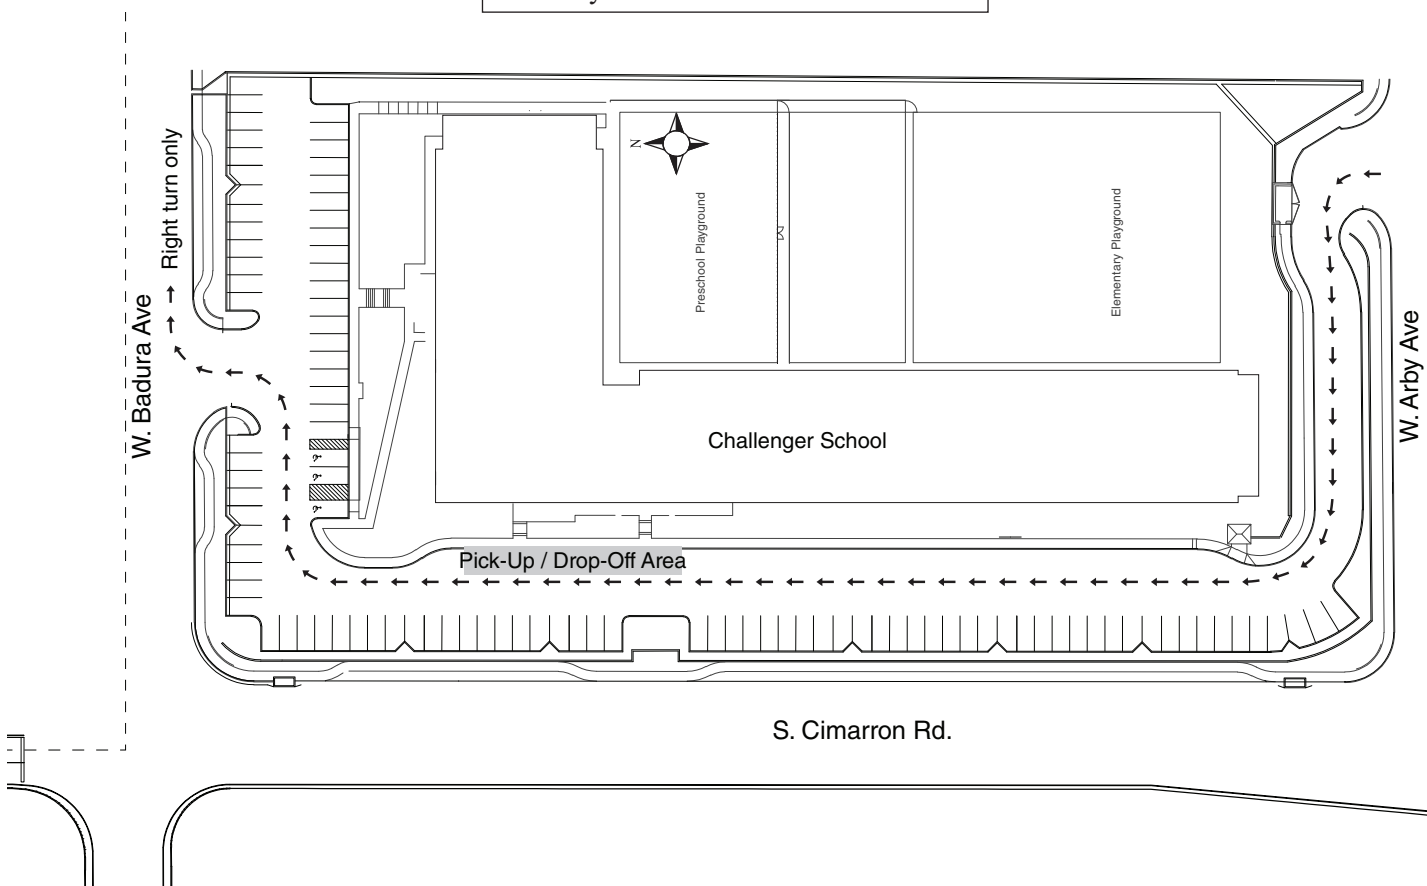 Right turn only
W. Badura Ave
N
Preschool Playground
Elementary Playground
W. Arby Ave
Challenger School
Pick-Up / Drop-Off Area
S. Cimarron Rd.